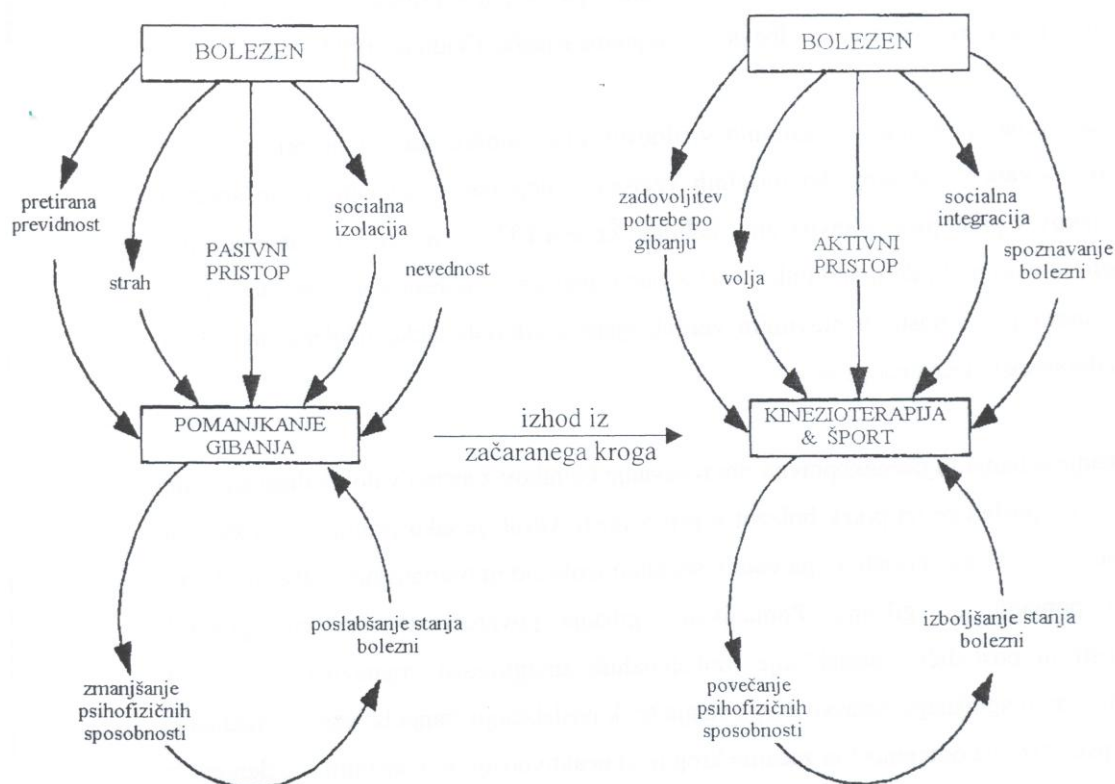 BOLEZEN
pretirana
previdnost
strah
PASIVNI
PRISTOP
socialna
izolacija
nevednost
POMANJKANJE
GIBANJA
zmanjšanje
psihofizičnih
sposobnosti
poslabšanje stanja
bolezni
izhod iz
začaranega kroga
BOLEZEN
zadovoljitev
potrebe po
gibanju
volja
AKTIVNI
PRISTOP
socialna
integracija
spoznavanje
bolezni
KINEZIOTERAPIJA
& ŠPORT
povečanje
psihofizičnih
sposobnosti
izboljšanje stanja
bolezni